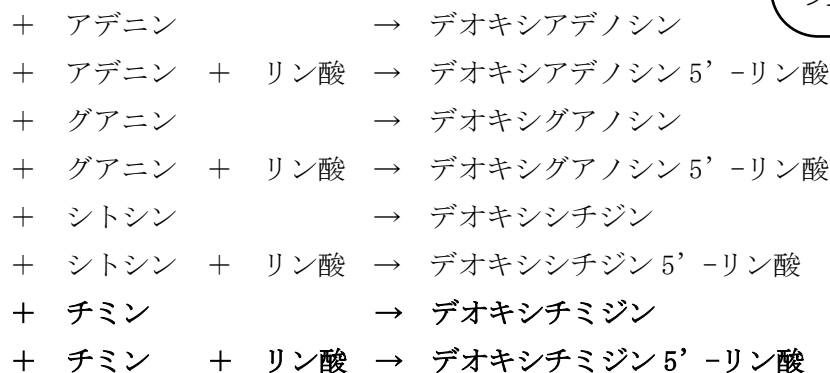 ＋ アデニン → デオキシアデノシン
＋ アデニン ＋ リン酸 → デオキシアデノシン5’-リン酸
＋ グアニン → デオキシグアノシン
＋ グアニン ＋ リン酸 → デオキシグアノシン5’-リン酸
＋ シトシン → デオキシシチジン
＋ シトシン ＋ リン酸 → デオキシシチジン5’-リン酸
＋ チミン → デオキシチミジン
＋ チミン ＋ リン酸 → デオキシチミジン5’-リン酸